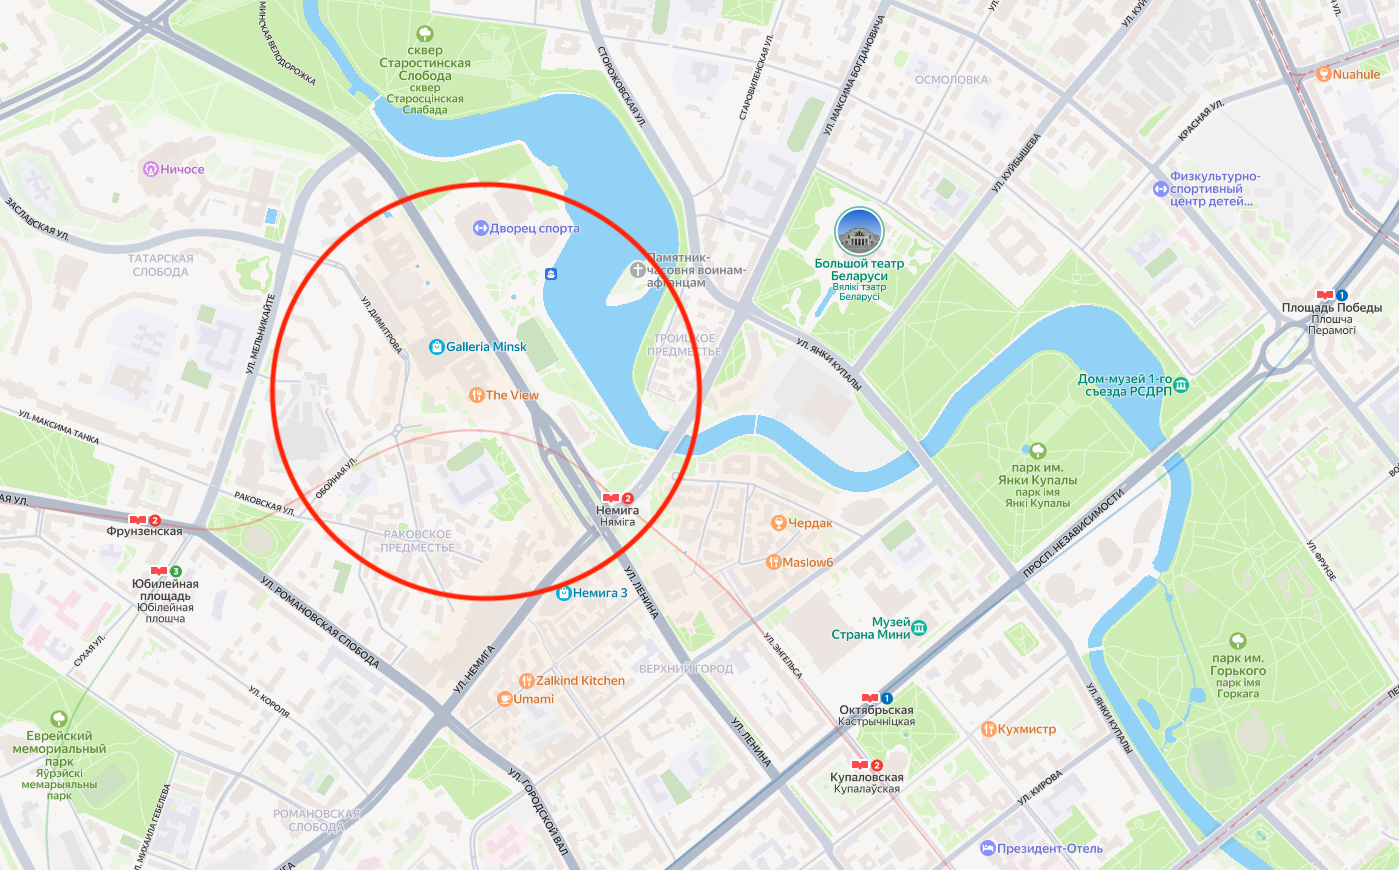 МИНСКАЯ ВЕЛОДОРОЖКА
сквер
Старостинская
Слобода
сквер
Старосцінская
Слабада
СТОРОЖОВСКАЯ УЛ.
СТАРОВИЛЕНСКАЯ УЛ.
УЛ. МАКСИМА БОГДАНОВИЧА
ОСМОЛОВКА
УЛ. КУЙБЫШЕВА
КРАСНАЯ УЛ.
Nuahule
Ничосе
Физкультурно-
спортивный
центр детей...
ЗАСЛАВСКАЯ УЛ.
ТАТАРСКАЯ
СЛОБОДА
Дворец спорта
Памятник-
часовня воинам-
афганцам
Большой театр
Беларуси
Вялікі тэатр
Беларусі
1
Площадь Победы
Плошча
Перамогі
УЛ. МЕЛЬНИКАЙТЕ
УЛ. ДИМИТРОВА
Galleria Minsk
ТРОИЦКОЕ
ПРЕДМЕСТЬЕ
УЛ. ЯНКИ КУПАЛЫ
Дом-музей 1-го
съезда РСДРП
The View
УЛ. МАКСИМА ТАНКА
ОБОЙНАЯ УЛ.
парк им.
Янки Купалы
парк імя
Янкі Купалы
АЯ УЛ.
РАКОВСКАЯ УЛ.
2
Фрунзенская
РАКОВСКОЕ
ПРЕДМЕСТЬЕ
2
Немига
Няміга
Чердак
Maslow6
ПРОСП. НЕЗАВИСИМОСТИ
УЛ. ФРУНЗЕ
3
Юбилейная
площадь
Юбілейная
плошча
УЛ. РОМАНОВСКАЯ СЛОБОДА
Немига 3
УЛ. ЛЕНИНА
Музей
Страна Мини
СУХАЯ УЛ.
УЛ. НЕМИГА
ВЕРХНИЙ ГОРОД
УЛ. ЭНГЕЛЬСА
парк им.
Горького
парк імя
Горкага
УЛ. КОРОЛЯ
Zalkind Kitchen
Umami
1
Октябрьская
Кастрычніцкая
УЛ. ЯНКИ КУПАЛЫ
Еврейский
мемориальный
парк
Яўрэйскі
мемарыяльны
парк
УЛ. ЛЕНИНА
Кухмистр
2
Купаловская
Купалаўская
УЛ. КИРОВА
УЛ. МИХАИЛА ГЕБЕЛЕВА
РОМАНОВСКАЯ
СЛОБОДА
УЛ. ГОРОДСКОЙ ВАЛ
Президент-Отель